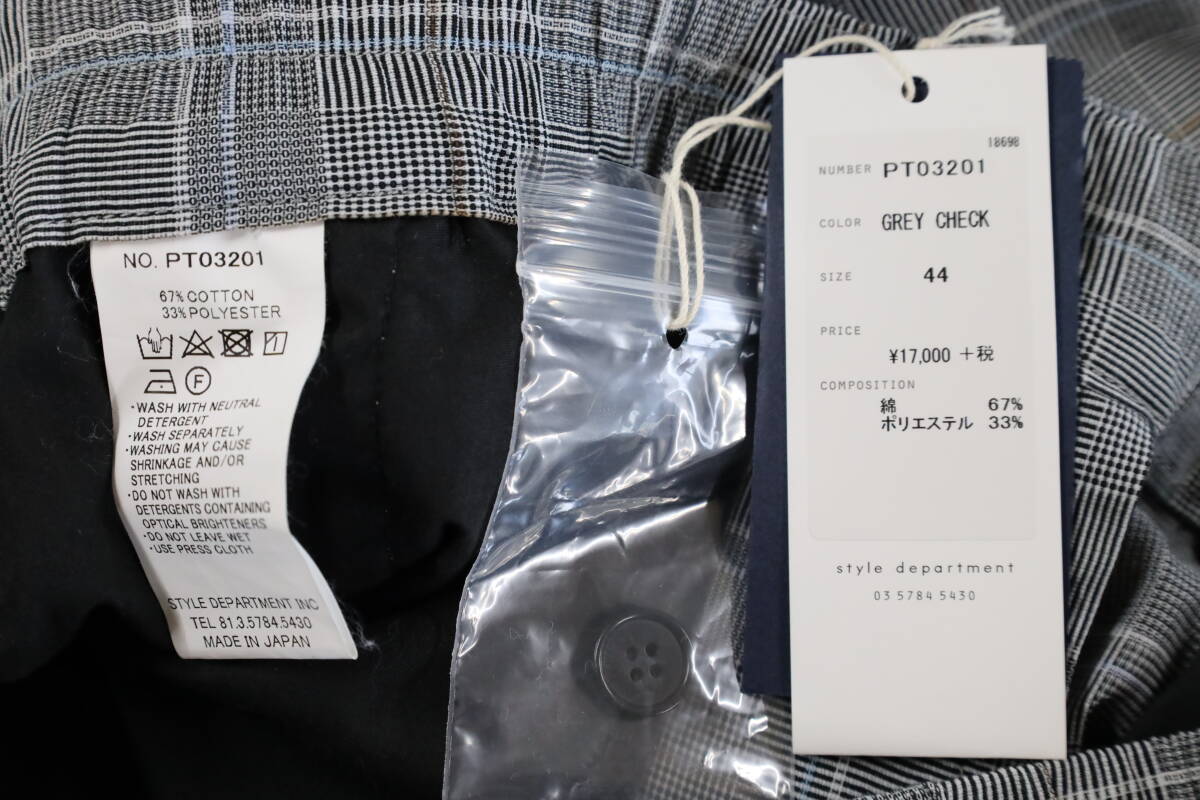 NO. PT03201
67% COTTON
33% POLYESTER
F
・WASH WITH NEUTRAL
DETERGENT
・WASH SEPARATELY
・WASHING MAY CAUSE
SHRINKAGE AND/OR
STRETCHING
・DO NOT WASH WITH
DETERGENTS CONTAINING
OPTICAL BRIGHTENERS
・DO NOT LEAVE WET
・USE PRESS CLOTH
STYLE DEPARTMENT INC
TEL 81.3.5784.5430
MADE IN JAPAN
18698
NUMBER PT03201
COLOR GREY CHECK
SIZE 44
PRICE
¥17,000 +税
COMPOSITION
綿 67%
ポリエステル 33%
style department
03 5784 5430